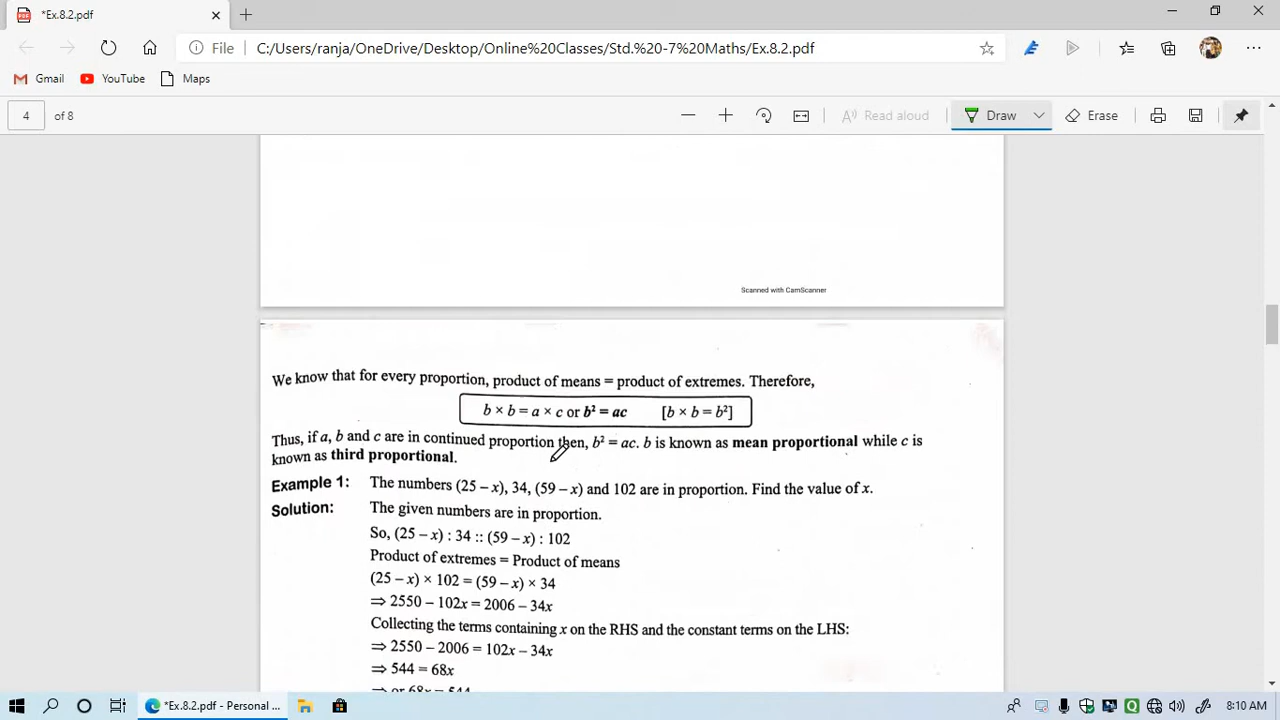 *Ex.8.2.pdf
File
C:/Users/ranja/OneDrive/Desktop/Online%20Classes/Std.%20-7%20Maths/Ex.8.2.pdf
Gmail YouTube Maps
4 of 8
Read aloud Draw Erase
Scanned with CamScanner
We know that for every proportion, product of means = product of extremes. Therefore,
b × b = a × c or b² = ac [b × b = b²]
Thus, if a, b and c are in continued proportion then, b² = ac. b is known as mean proportional while c is
known as third proportional.
Example 1: The numbers (25 – x), 34, (59 – x) and 102 are in proportion. Find the value of x.
Solution: The given numbers are in proportion.
So, (25 – x) : 34 :: (59 – x) : 102
Product of extremes = Product of means
(25 – x) × 102 = (59 – x) × 34
⇒ 2550 – 102x = 2006 – 34x
Collecting the terms containing x on the RHS and the constant terms on the LHS:
⇒ 2550 – 2006 = 102x – 34x
⇒ 544 = 68x
⇒ or 68x = 544
*Ex.8.2.pdf - Personal ...
8:10 AM